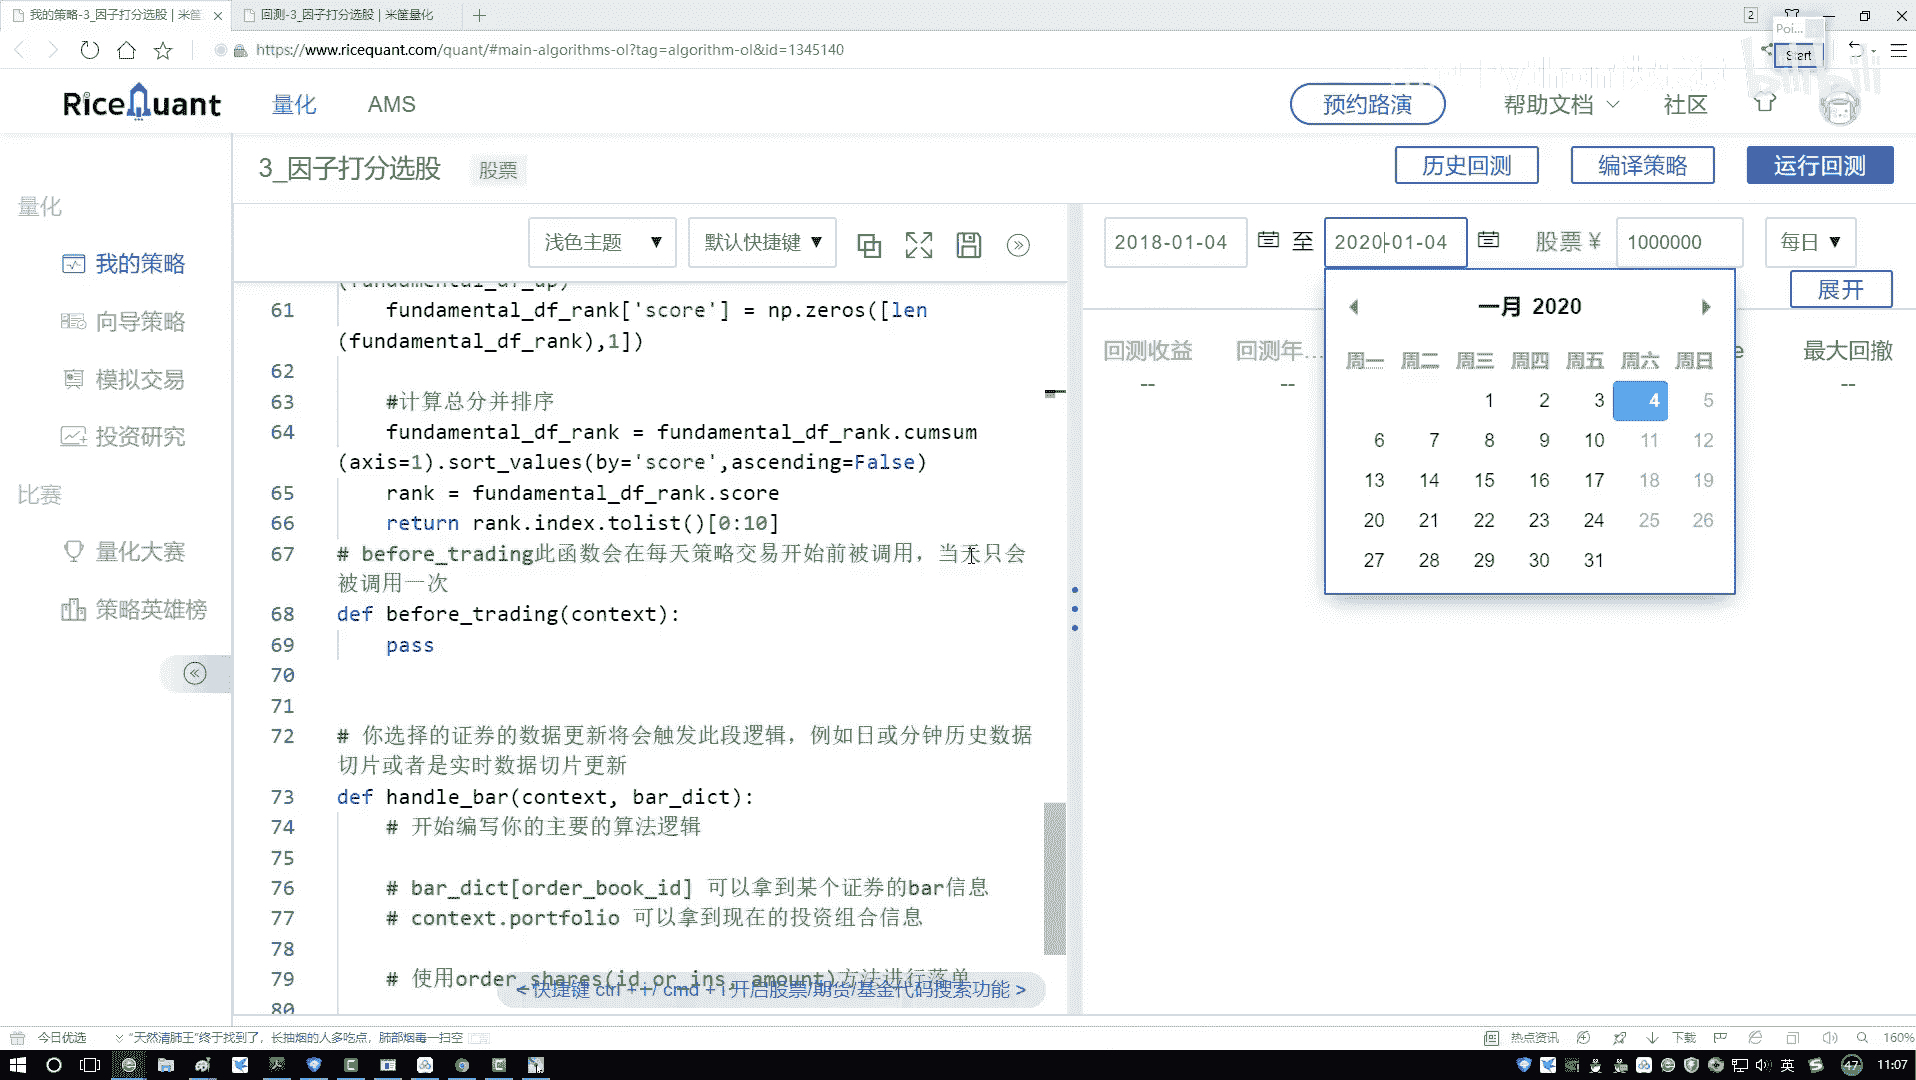 我的策略-3_因子打分选股 | 米筐
回测-3_因子打分选股 | 米筐量化
2
Poi...
Start
https://www.ricequant.com/quant/#main-algorithms-ol?tag=algorithm-ol&id=1345140
RiceQuant
量化
AMS
预约路演
帮助文档
社区
bilibili
3_因子打分选股
股票
历史回测
编译策略
运行回测
量化
我的策略
向导策略
模拟交易
投资研究
比赛
量化大赛
策略英雄榜
浅色主题
默认快捷键
2018-01-04
至
2020-01-04
股票 ¥
1000000
每日
展开
回测收益
回测年...
最大回撤
--
--
--
一月 2020
周一 周二 周三 周四 周五 周六 周日
1 2 3 4 5
6 7 8 9 10 11 12
13 14 15 16 17 18 19
20 21 22 23 24 25 26
27 28 29 30 31
(fundamental_df_up)
61 fundamental_df_rank['score'] = np.zeros([len
(fundamental_df_rank),1])
62
63 #计算总分并排序
64 fundamental_df_rank = fundamental_df_rank.cumsum
(axis=1).sort_values(by='score',ascending=False)
65 rank = fundamental_df_rank.score
66 return rank.index.tolist()[0:10]
67 # before_trading此函数会在每天策略交易开始前被调用，当天只会
被调用一次
68 def before_trading(context):
69 pass
70
71
72 # 你选择的证券的数据更新将会触发此段逻辑，例如日或分钟历史数据
切片或者是实时数据切片更新
73 def handle_bar(context, bar_dict):
74 # 开始编写你的主要的算法逻辑
75
76 # bar_dict[order_book_id] 可以拿到某个证券的bar信息
77 # context.portfolio 可以拿到现在的投资组合信息
78
79 # 使用order_shares(id_or_ins, amount)方法进行落单
80
< 快捷键 ctrl + i / cmd + i 开启股票/期货/基金代码搜索功能 >
今日优选
"天然清肺王"终于找到了，长抽烟的人多吃点，肺部烟毒一扫空
热点资讯
下载
160%
英
47
11:07